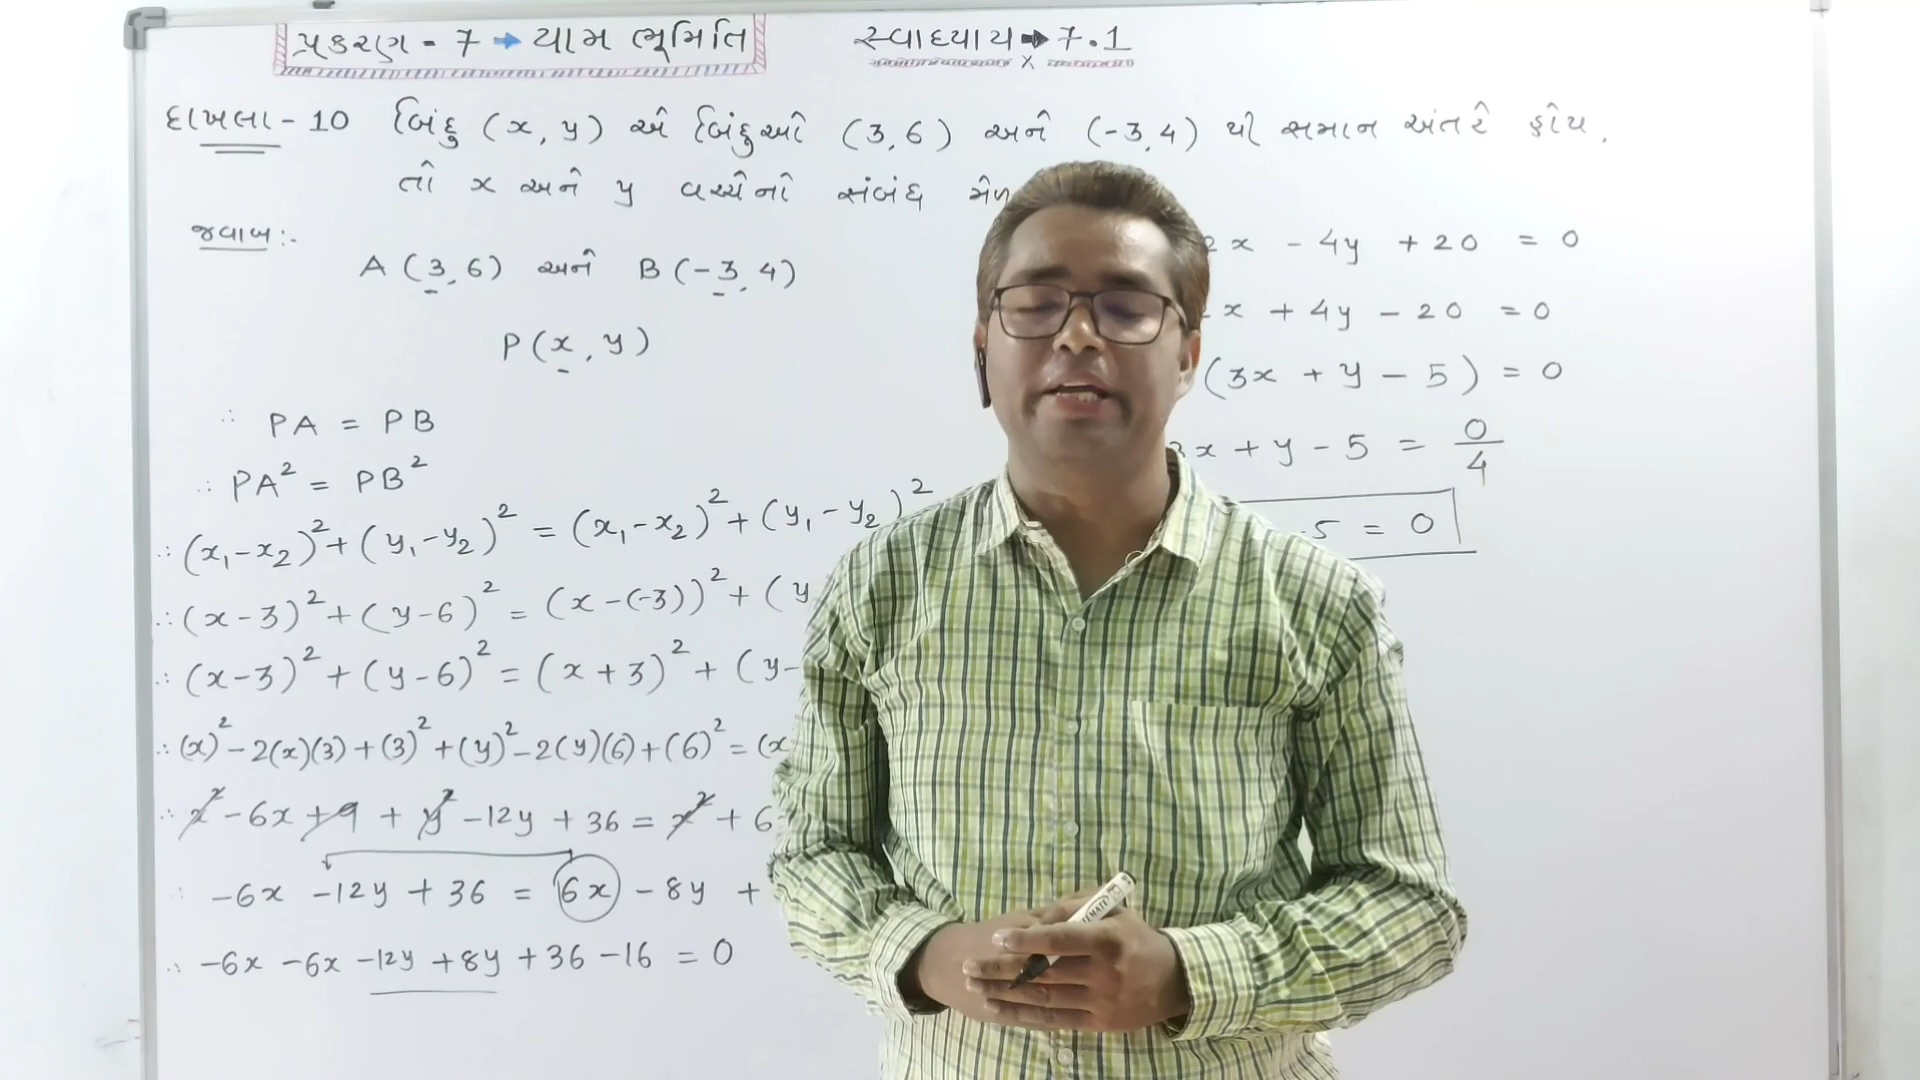 પ્રકરણ - 7 → યામ ભૂમિતિ
સ્વાધ્યાય → 7.1
દાખલા - 10 બિંદુ (x, y) એ બિંદુઓ (3, 6) અને (-3, 4) થી સમાન અંતરે હોય,
તો x અને y વચ્ચેનો સંબંધ
જવાબ :-
A (3, 6) અને B (-3, 4)
P (x, y)
∴ PA = PB
∴ PA² = PB²
∴ (x₁ - x₂)² + (y₁ - y₂)² = (x₁ - x₂)² + (y₁ - y₂)²
∴ (x - 3)² + (y - 6)² = (x - (-3))² + (y
∴ (x - 3)² + (y - 6)² = (x + 3)² + (y -
∴ (x)² - 2(x)(3) + (3)² + (y)² - 2(y)(6) + (6)² = (x
∴ x² - 6x + 9 + y² - 12y + 36 = x² + 6
∴ -6x - 12y + 36 = 6x - 8y +
∴ -6x - 6x - 12y + 8y + 36 - 16 = 0
2x - 4y + 20 = 0
x + 4y - 20 = 0
(3x + y - 5) = 0
3x + y - 5 = 0/4
-5 = 0